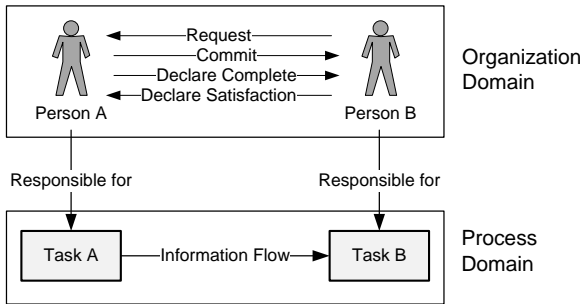 Request
Commit
Declare Complete
Declare Satisfaction
Person A
Person B
Organization
Domain
Responsible for
Responsible for
Task A
Information Flow
Task B
Process
Domain